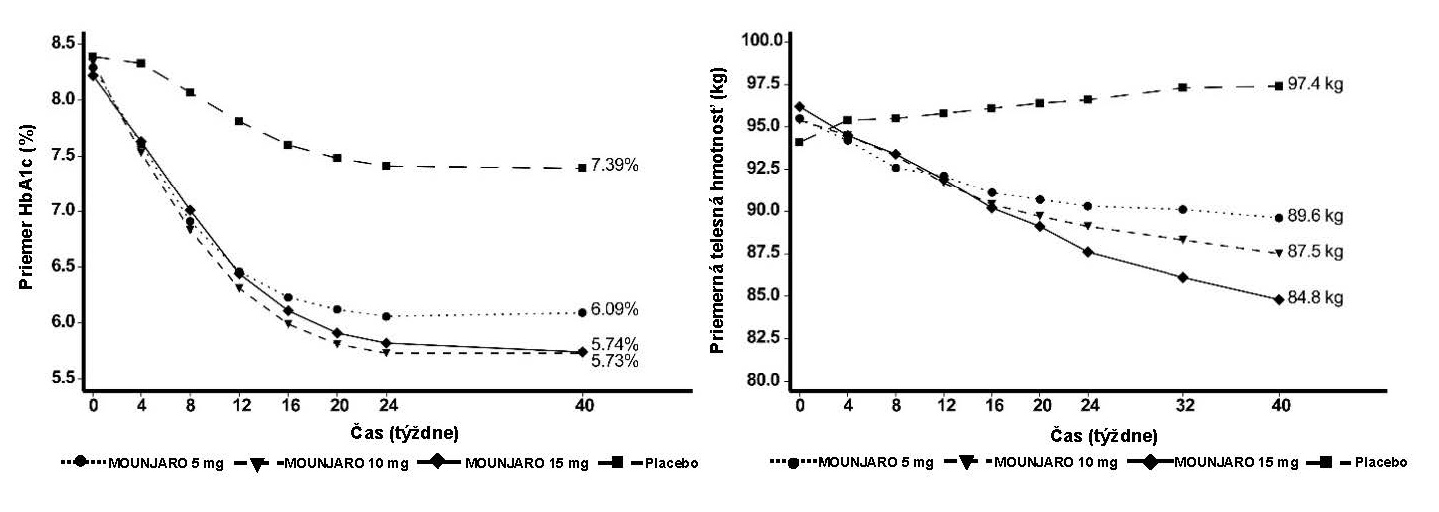 Priemer HbA1c (%)
8.5
8.0
7.5
7.0
6.5
6.0
5.5
7.39%
6.09%
5.74%
5.73%
0 4 8 12 16 20 24 40
Čas (týždne)
MOUNJARO 5 mg MOUNJARO 10 mg MOUNJARO 15 mg Placebo
Priemerná telesná hmotnosť (kg)
100.0
97.5
95.0
92.5
90.0
87.5
85.0
82.5
80.0
97.4 kg
89.6 kg
87.5 kg
84.8 kg
0 4 8 12 16 20 24 32 40
Čas (týždne)
MOUNJARO 5 mg MOUNJARO 10 mg MOUNJARO 15 mg Placebo